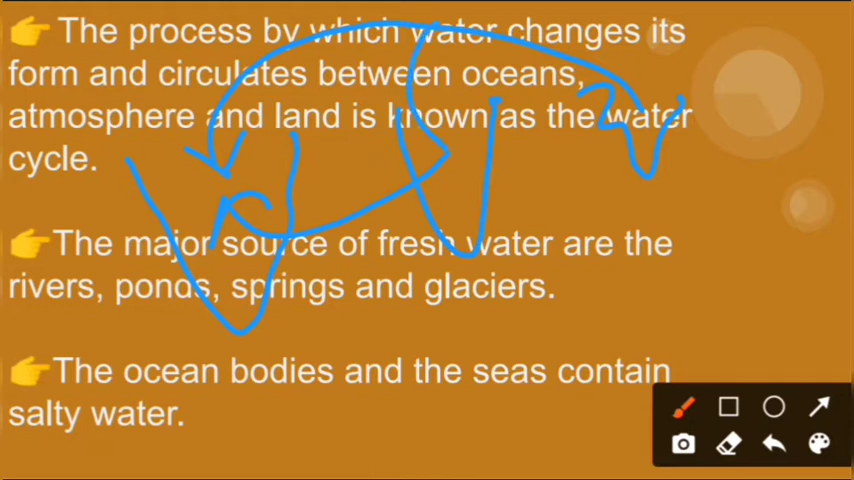 👉 The process by which water changes its
form and circulates between oceans,
atmosphere and land is known as the water
cycle.
👉The major source of fresh water are the
rivers, ponds, springs and glaciers.
👉The ocean bodies and the seas contain
salty water.